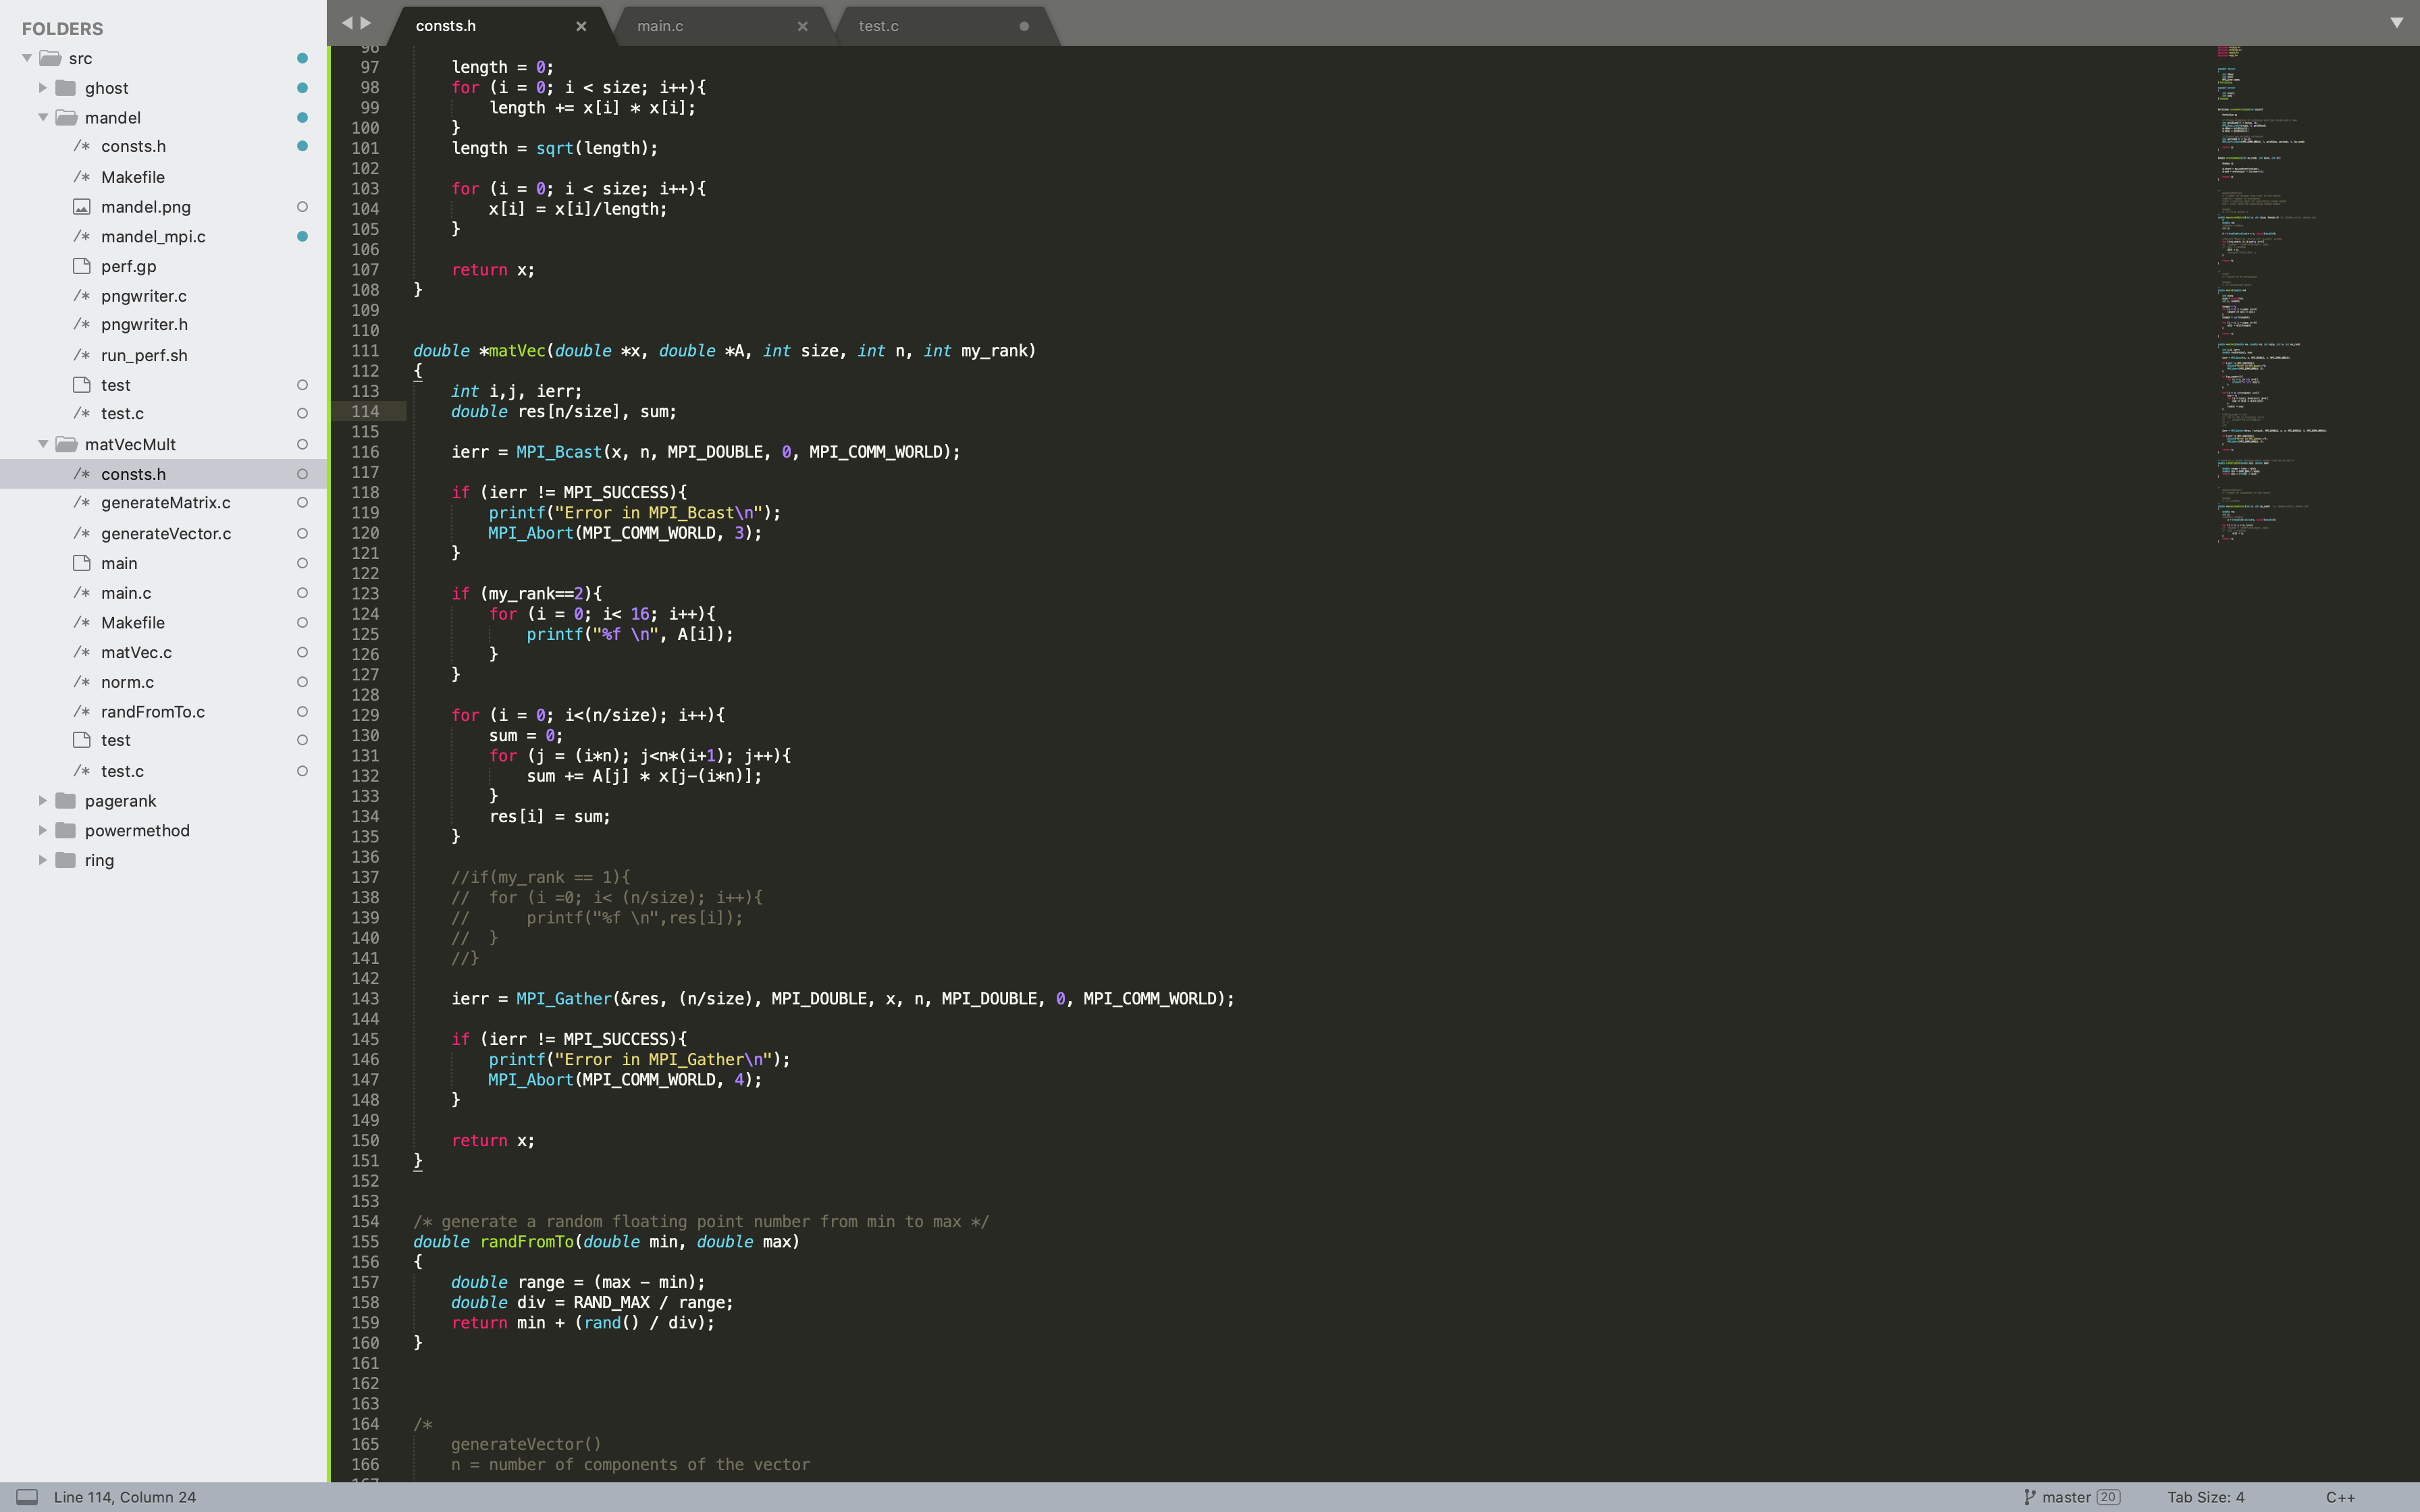 FOLDERS
src
ghost
mandel
/* consts.h
/* Makefile
mandel.png
/* mandel_mpi.c
perf.gp
/* pngwriter.c
/* pngwriter.h
/* run_perf.sh
test
/* test.c
matVecMult
/* consts.h
/* generateMatrix.c
/* generateVector.c
main
/* main.c
/* Makefile
/* matVec.c
/* norm.c
/* randFromTo.c
test
/* test.c
pagerank
powermethod
ring
consts.h main.c test.c
96
97 length = 0;
98 for (i = 0; i < size; i++){
99 length += x[i] * x[i];
100 }
101 length = sqrt(length);
102
103 for (i = 0; i < size; i++){
104 x[i] = x[i]/length;
105 }
106
107 return x;
108 }
109
110
111 double *matVec(double *x, double *A, int size, int n, int my_rank)
112 {
113 int i,j, ierr;
114 double res[n/size], sum;
115
116 ierr = MPI_Bcast(x, n, MPI_DOUBLE, 0, MPI_COMM_WORLD);
117
118 if (ierr != MPI_SUCCESS){
119 printf("Error in MPI_Bcast\n");
120 MPI_Abort(MPI_COMM_WORLD, 3);
121 }
122
123 if (my_rank==2){
124 for (i = 0; i< 16; i++){
125 printf("%f \n", A[i]);
126 }
127 }
128
129 for (i = 0; i<(n/size); i++){
130 sum = 0;
131 for (j = (i*n); j<n*(i+1); j++){
132 sum += A[j] * x[j-(i*n)];
133 }
134 res[i] = sum;
135 }
136
137 //if(my_rank == 1){
138 // for (i =0; i< (n/size); i++){
139 // printf("%f \n",res[i]);
140 // }
141 //}
142
143 ierr = MPI_Gather(&res, (n/size), MPI_DOUBLE, x, n, MPI_DOUBLE, 0, MPI_COMM_WORLD);
144
145 if (ierr != MPI_SUCCESS){
146 printf("Error in MPI_Gather\n");
147 MPI_Abort(MPI_COMM_WORLD, 4);
148 }
149
150 return x;
151 }
152
153
154 /* generate a random floating point number from min to max */
155 double randFromTo(double min, double max)
156 {
157 double range = (max - min);
158 double div = RAND_MAX / range;
159 return min + (rand() / div);
160 }
161
162
163
164 /*
165 generateVector()
166 n = number of components of the vector
167
Line 114, Column 24 master 20 Tab Size: 4 C++